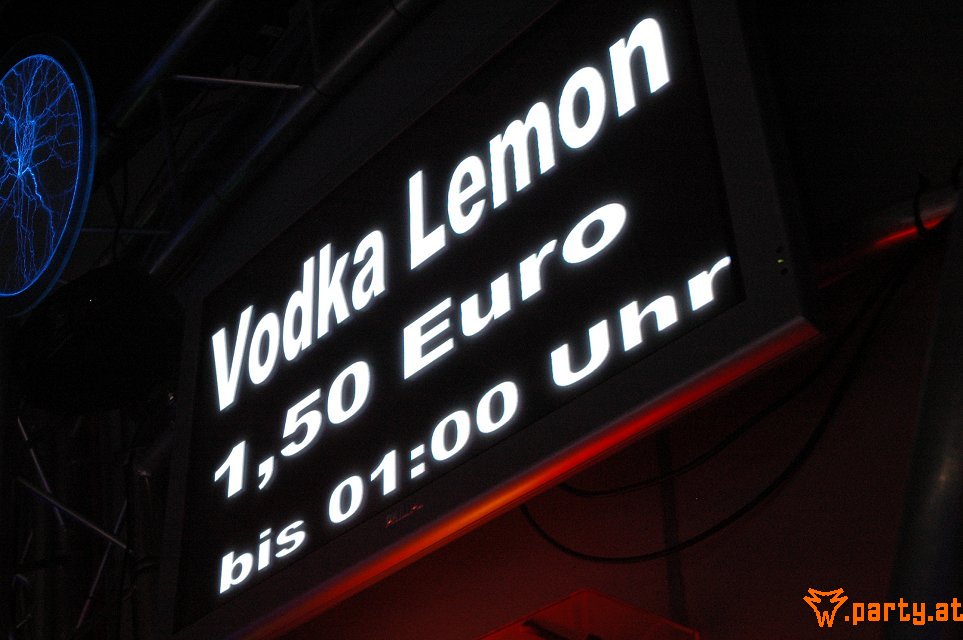 Vodka Lemon
1,50 Euro
bis 01:00 Uhr
w.party.at